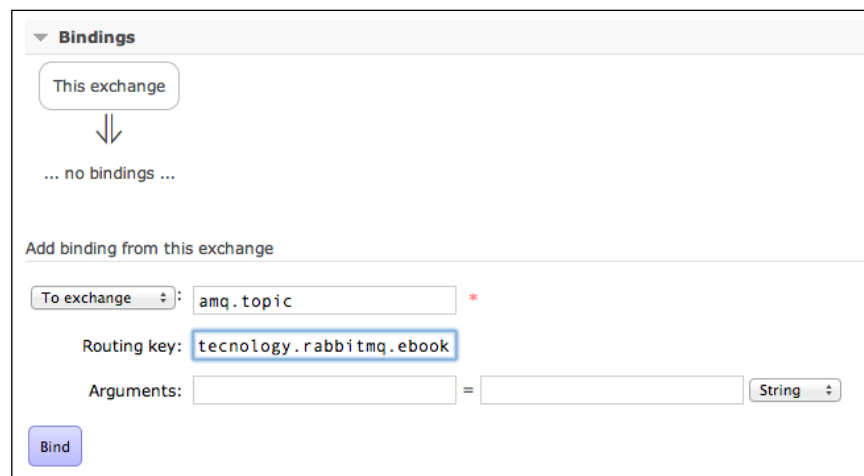 Bindings
This exchange
... no bindings ...
Add binding from this exchange
To exchange : amq.topic *
Routing key: tecnology.rabbitmq.ebook
Arguments: = String
Bind